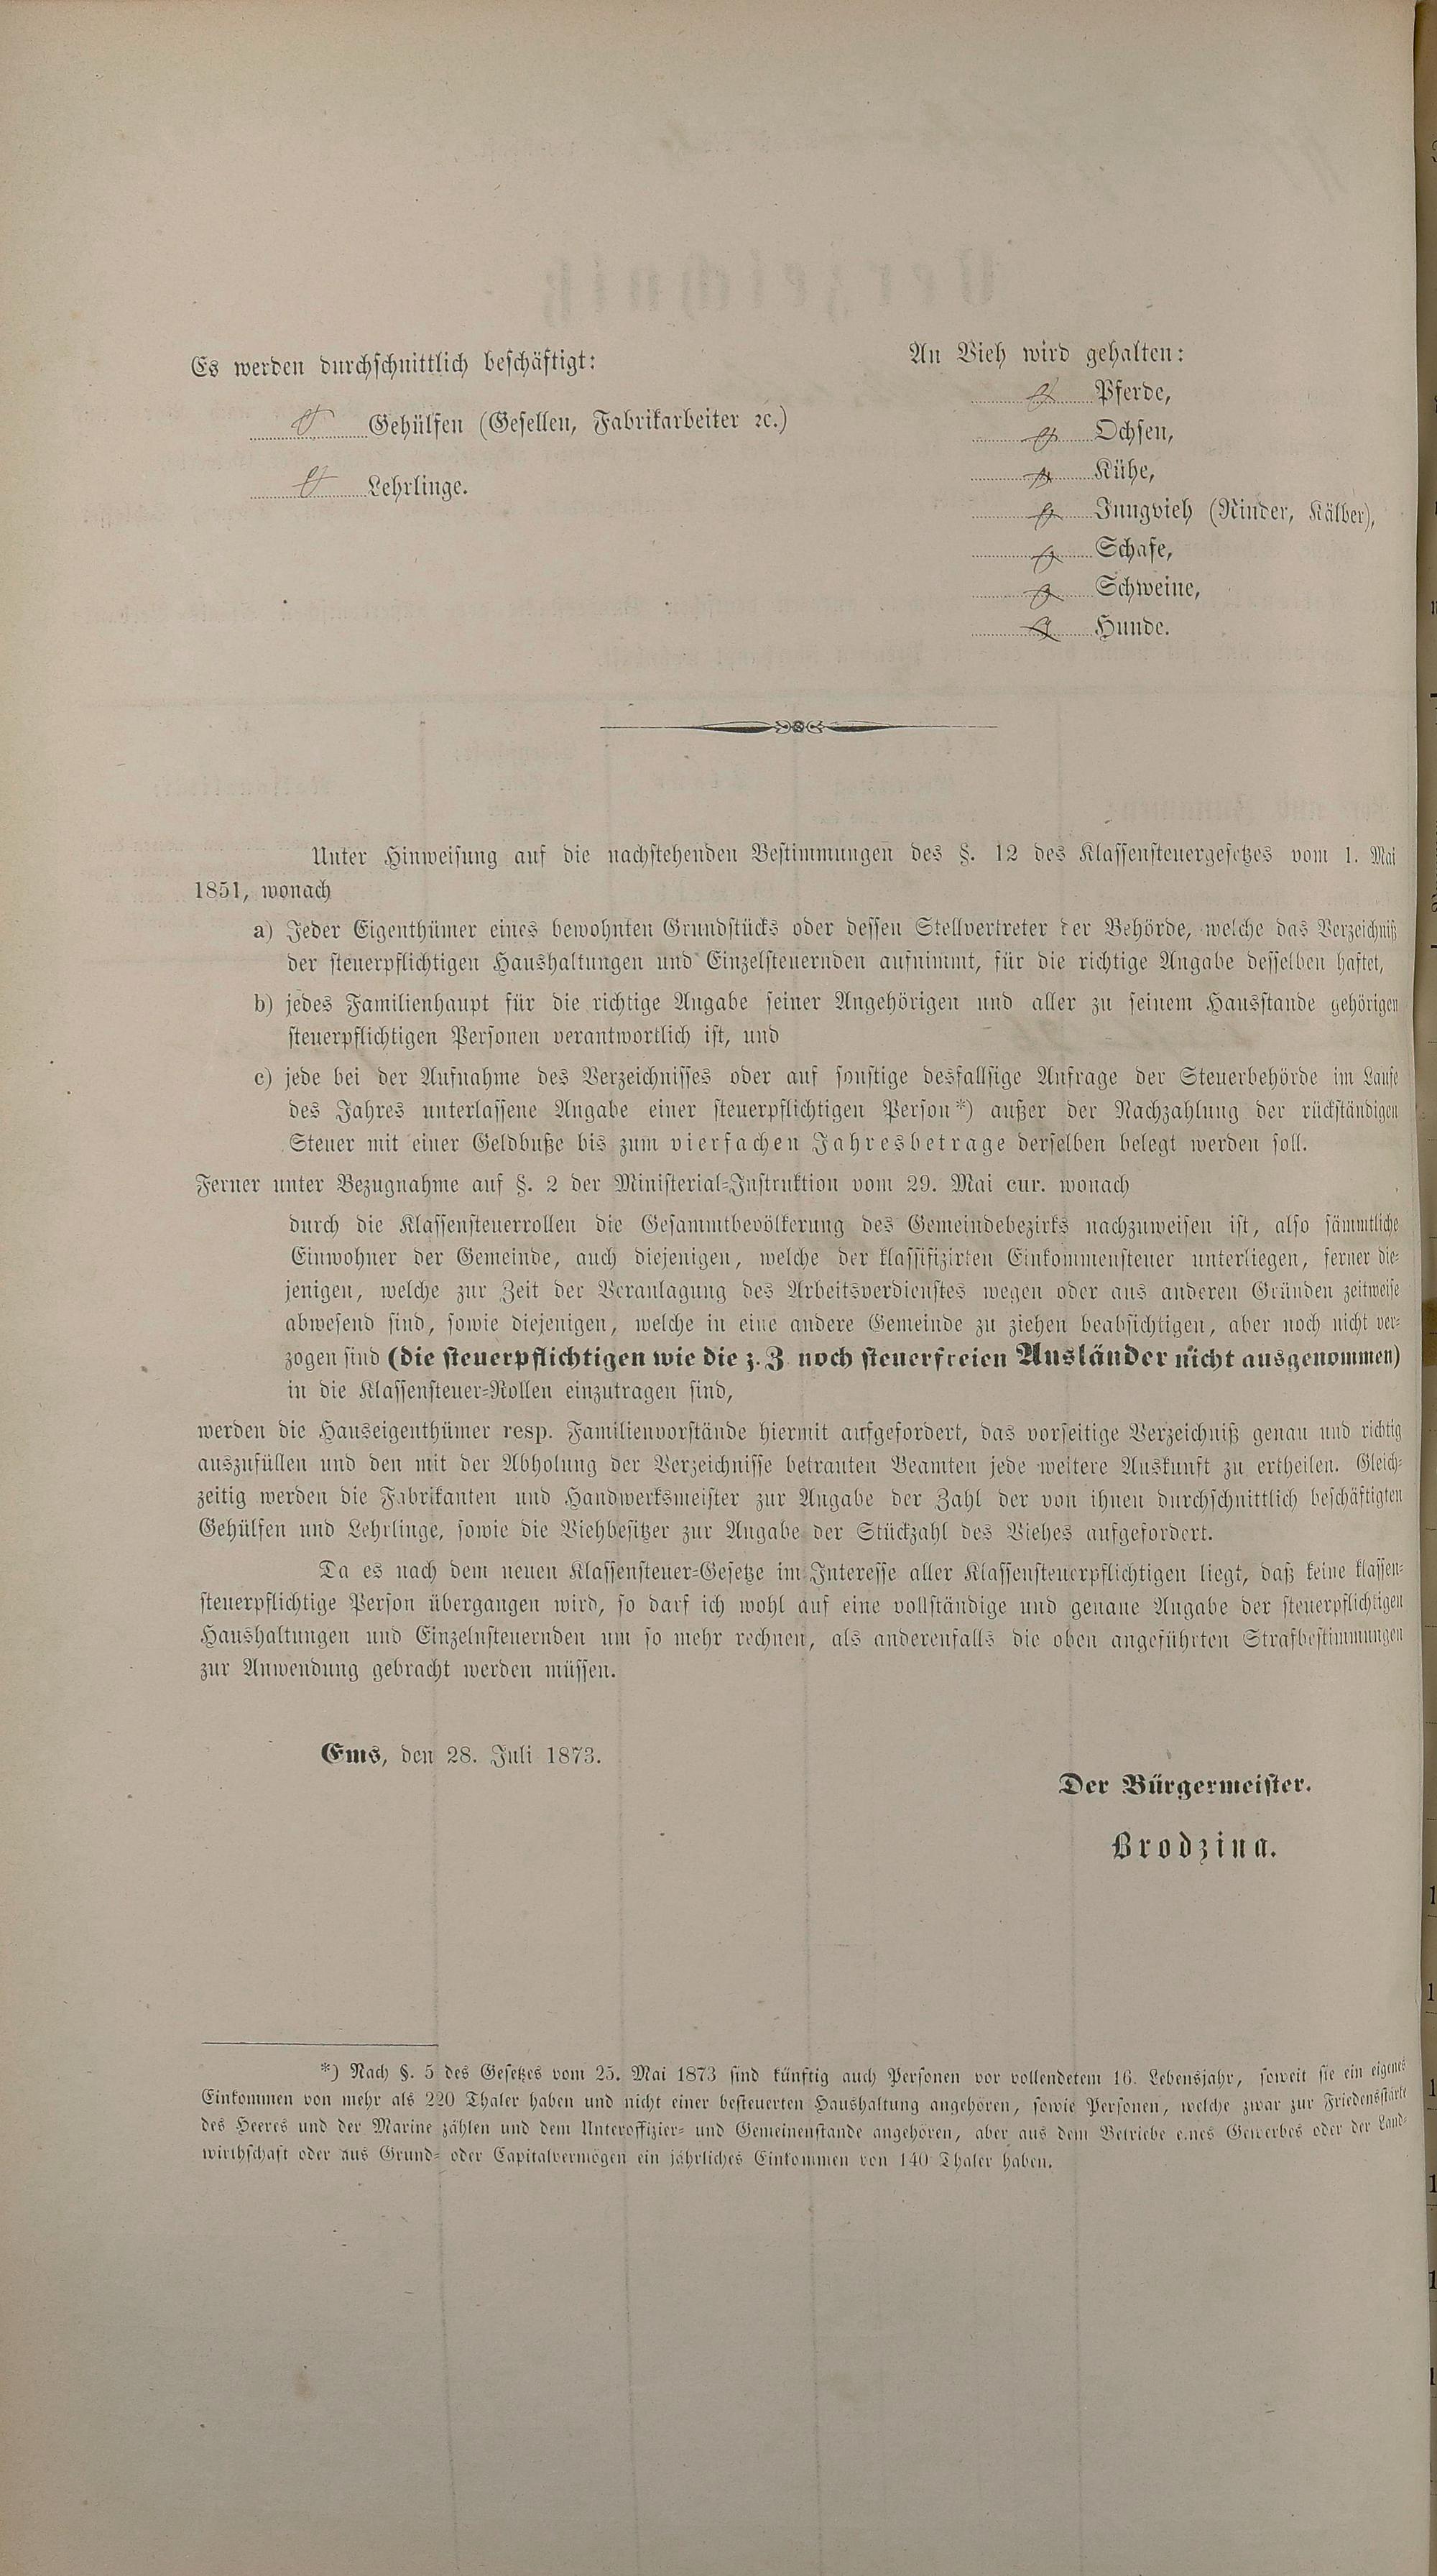 Es werden durchschnittlich beschäftigt:
Gehülfen (Gesellen, Fabrikarbeiter ꝛc.)
Lehrlinge.
An Vieh wird gehalten:
Pferde,
Ochsen,
Kühe,
Jungvieh (Rinder, Kälber),
Schafe,
Schweine,
Hunde.
Unter Hinweisung auf die nachstehenden Bestimmungen des §. 12 des Klassensteuergesetzes vom 1. Mai
1851, wonach
a) Jeder Eigenthümer eines bewohnten Grundstücks oder dessen Stellvertreter der Behörde, welche das Verzeichniß
der steuerpflichtigen Haushaltungen und Einzelsteuernden aufnimmt, für die richtige Angabe desselben haftet,
b) jedes Familienhaupt für die richtige Angabe seiner Angehörigen und aller zu seinem Hausstande gehörigen
steuerpflichtigen Personen verantwortlich ist, und
c) jede bei der Aufnahme des Verzeichnisses oder auf sonstige desfallsige Anfrage der Steuerbehörde im Laufe
des Jahres unterlassene Angabe einer steuerpflichtigen Person*) außer der Nachzahlung der rückständigen
Steuer mit einer Geldbuße bis zum vierfachen Jahresbetrage derselben belegt werden soll.
Ferner unter Bezugnahme auf §. 2 der Ministerial-Instruktion vom 29. Mai cur. wonach
durch die Klassensteuerrollen die Gesammtbevölkerung des Gemeindebezirks nachzuweisen ist, also sämmtliche
Einwohner der Gemeinde, auch diejenigen, welche der klassifizirten Einkommensteuer unterliegen, ferner die-
jenigen, welche zur Zeit der Veranlagung des Arbeitsverdienstes wegen oder aus anderen Gründen zeitweise
abwesend sind, sowie diejenigen, welche in eine andere Gemeinde zu ziehen beabsichtigen, aber noch nicht ver-
zogen sind (die steuerpflichtigen wie die z. Z noch steuerfreien Ausländer nicht ausgenommen)
in die Klassensteuer-Rollen einzutragen sind,
werden die Hauseigenthümer resp. Familienvorstände hiermit aufgefordert, das vorseitige Verzeichniß genau und richtig
auszufüllen und den mit der Abholung der Verzeichnisse betrauten Beamten jede weitere Auskunft zu ertheilen. Gleich-
zeitig werden die Fabrikanten und Handwerksmeister zur Angabe der Zahl der von ihnen durchschnittlich beschäftigten
Gehülfen und Lehrlinge, sowie die Viehbesitzer zur Angabe der Stückzahl des Viehes aufgefordert.
Da es nach dem neuen Klassensteuer-Gesetze im Interesse aller Klassensteuerpflichtigen liegt, daß keine klassen-
steuerpflichtige Person übergangen wird, so darf ich wohl auf eine vollständige und genaue Angabe der steuerpflichtigen
Haushaltungen und Einzelnsteuernden um so mehr rechnen, als anderenfalls die oben angeführten Strafbestimmungen
zur Anwendung gebracht werden müssen.
Ems, den 28. Juli 1873.
Der Bürgermeister.
Brodzina.
*) Nach §. 5 des Gesetzes vom 25. Mai 1873 sind künftig auch Personen vor vollendetem 16. Lebensjahr, soweit sie ein eigenes
Einkommen von mehr als 220 Thaler haben und nicht einer besteuerten Haushaltung angehören, sowie Personen, welche zwar zur Friedensstärke
des Heeres und der Marine zählen und dem Unteroffizier- und Gemeinenstande angehören, aber aus dem Betriebe eines Gewerbes oder der Land-
wirthschaft oder aus Grund- oder Capitalvermögen ein jährliches Einkommen von 140 Thaler haben.